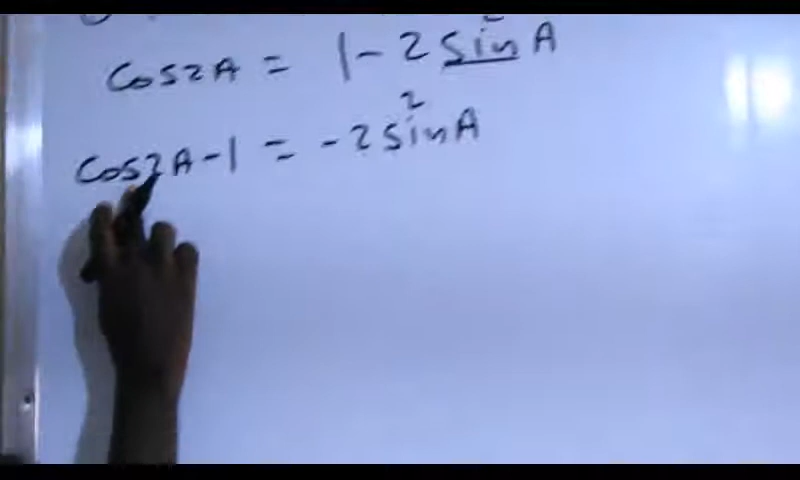 cos2A = 1 - 2 sin²A
cos2A - 1 = - 2 sin²A